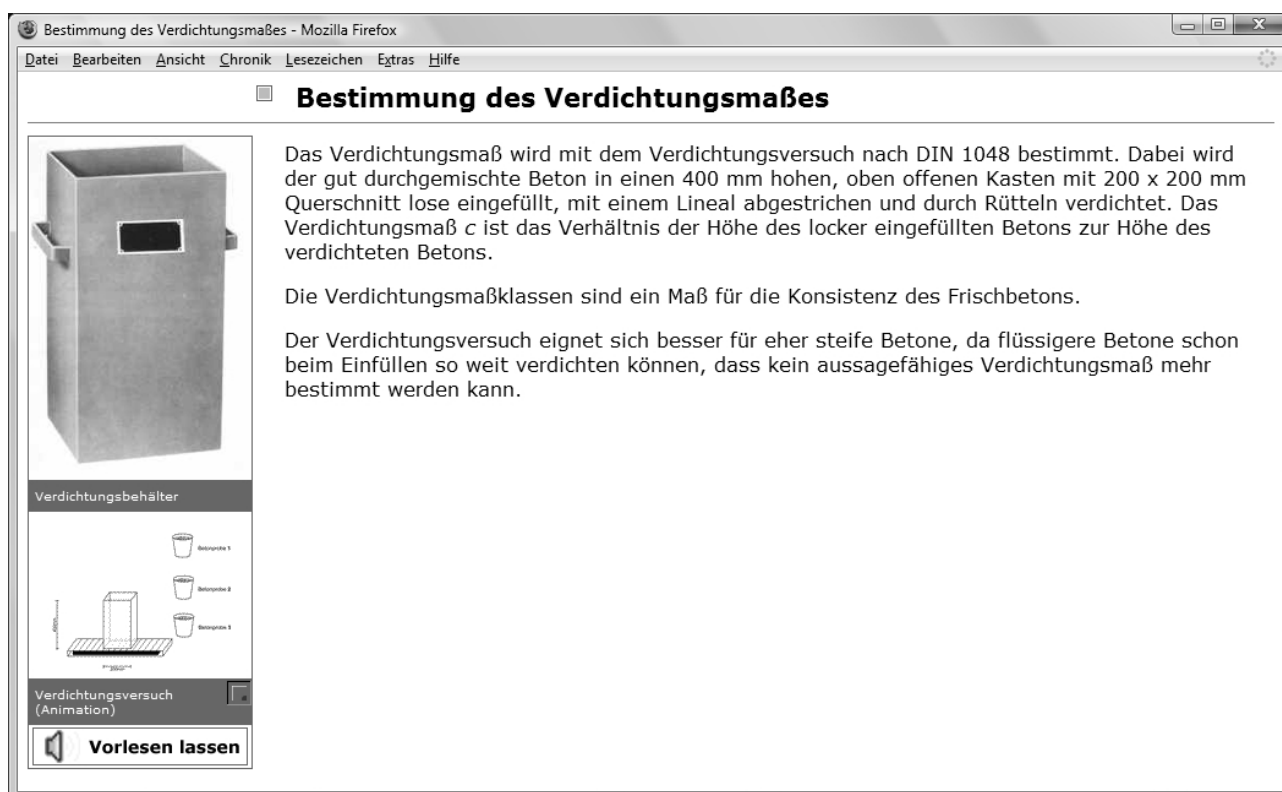 Bestimmung des Verdichtungsmaßes - Mozilla Firefox
Datei Bearbeiten Ansicht Chronik Lesezeichen Extras Hilfe
Bestimmung des Verdichtungsmaßes
Das Verdichtungsmaß wird mit dem Verdichtungsversuch nach DIN 1048 bestimmt. Dabei wird
der gut durchgemischte Beton in einen 400 mm hohen, oben offenen Kasten mit 200 x 200 mm
Querschnitt lose eingefüllt, mit einem Lineal abgestrichen und durch Rütteln verdichtet. Das
Verdichtungsmaß c ist das Verhältnis der Höhe des locker eingefüllten Betons zur Höhe des
verdichteten Betons.
Die Verdichtungsmaßklassen sind ein Maß für die Konsistenz des Frischbetons.
Der Verdichtungsversuch eignet sich besser für eher steife Betone, da flüssigere Betone schon
beim Einfüllen so weit verdichten können, dass kein aussagefähiges Verdichtungsmaß mehr
bestimmt werden kann.
Verdichtungsbehälter
Betonprobe 1
Betonprobe 2
Betonprobe 3
Verdichtungsversuch
(Animation)
Vorlesen lassen